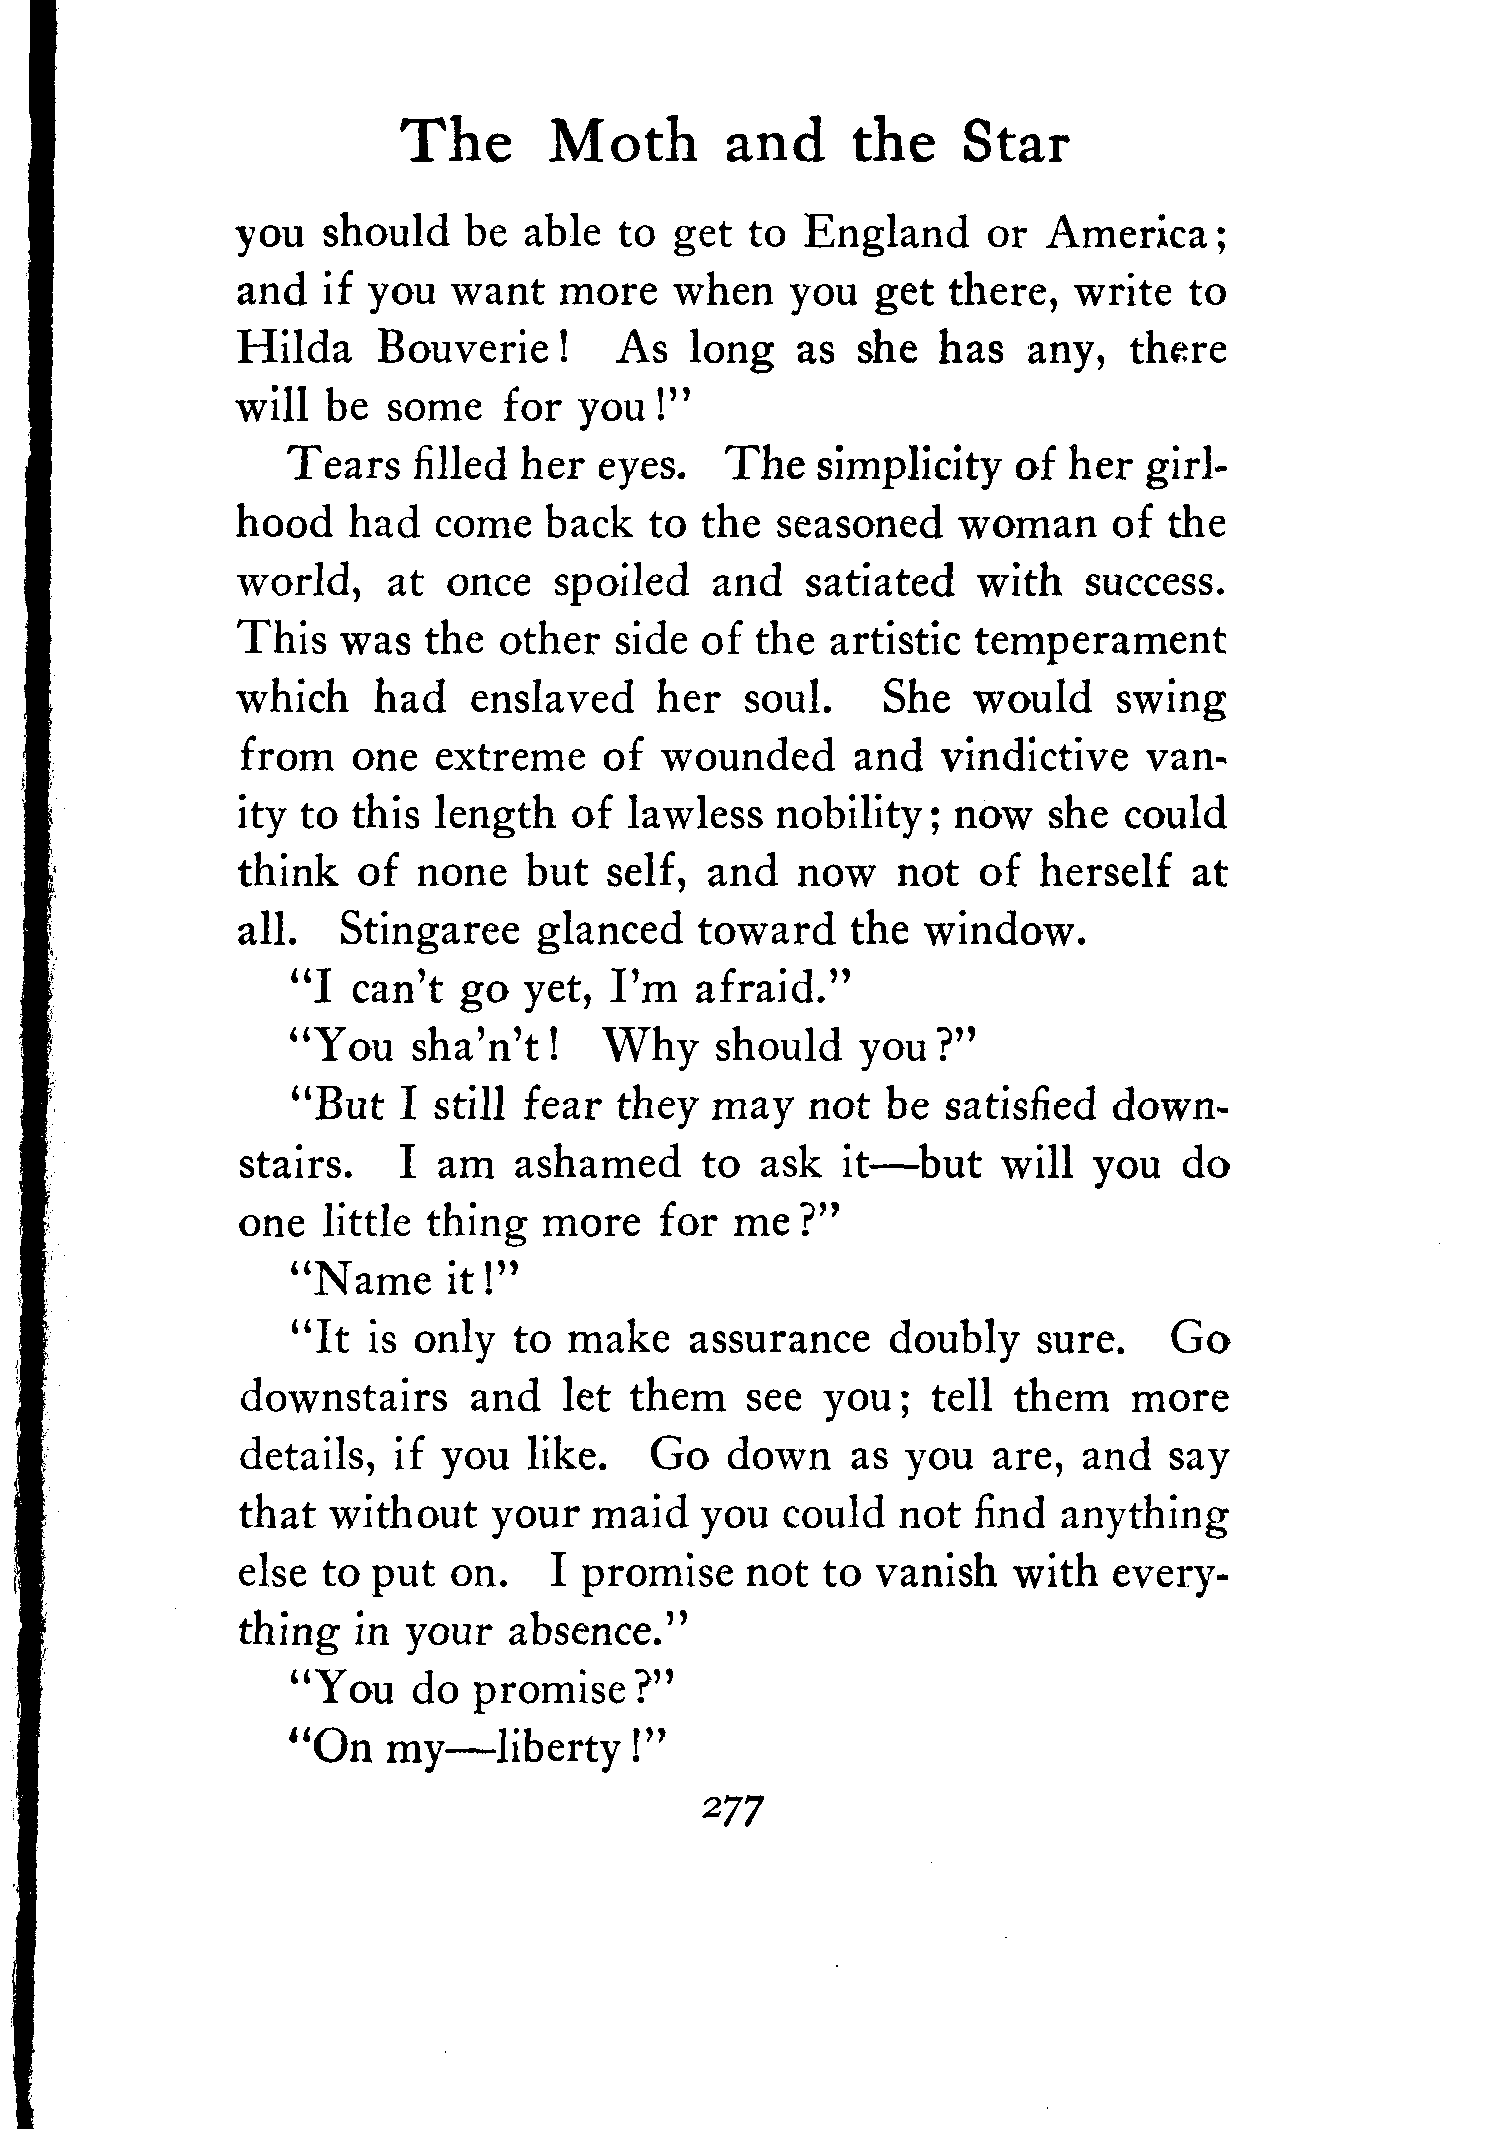 The Moth and the Star
you should be able to get to England or America;
and if you want more when you get there, write to
Hilda Bouverie! As long as she has any, there
will be some for you!"
Tears filled her eyes. The simplicity of her girl-
hood had come back to the seasoned woman of the
world, at once spoiled and satiated with success.
This was the other side of the artistic temperament
which had enslaved her soul. She would swing
from one extreme of wounded and vindictive van-
ity to this length of lawless nobility; now she could
think of none but self, and now not of herself at
all. Stingaree glanced toward the window.
"I can't go yet, I'm afraid."
"You sha'n't! Why should you?"
"But I still fear they may not be satisfied down-
stairs. I am ashamed to ask it—but will you do
one little thing more for me?"
"Name it!"
"It is only to make assurance doubly sure. Go
downstairs and let them see you; tell them more
details, if you like. Go down as you are, and say
that without your maid you could not find anything
else to put on. I promise not to vanish with every-
thing in your absence."
"You do promise?"
"On my—liberty!"
277